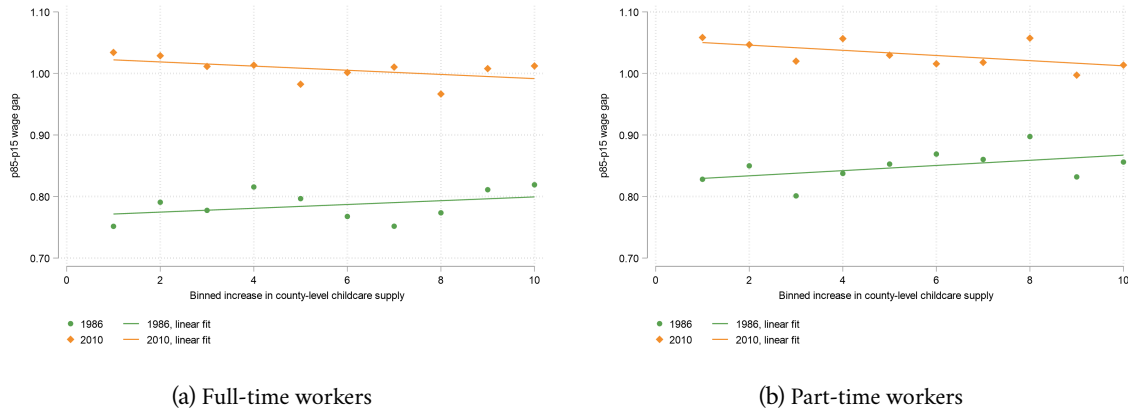 1.10
1.00
0.90
0.80
0.70
p85-p15 wage gap
0 2 4 6 8 10
Binned increase in county-level childcare supply
1986 1986, linear fit
2010 2010, linear fit
(a) Full-time workers
1.10
1.00
0.90
0.80
0.70
p85-p15 wage gap
0 2 4 6 8 10
Binned increase in county-level childcare supply
1986 1986, linear fit
2010 2010, linear fit
(b) Part-time workers